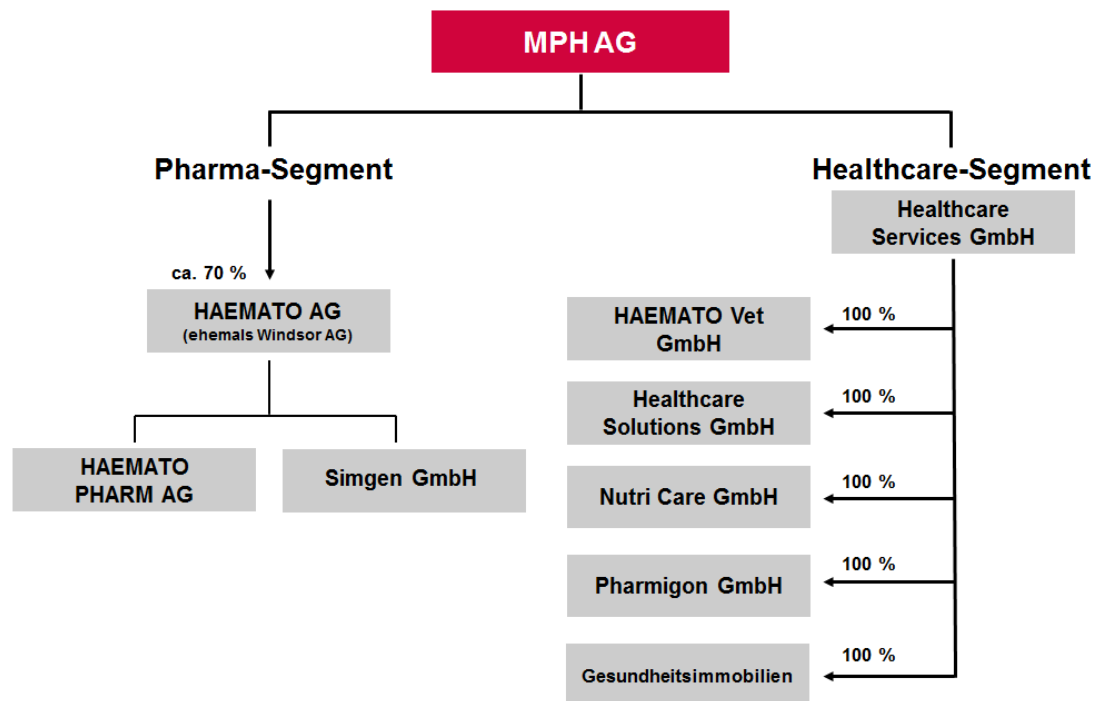 MPH AG
Pharma-Segment
ca. 70 %
HAEMATO AG
(ehemals Windsor AG)
HAEMATO
PHARM AG
Simgen GmbH
Healthcare-Segment
Healthcare
Services GmbH
100 %
HAEMATO Vet
GmbH
100 %
Healthcare
Solutions GmbH
100 %
Nutri Care GmbH
100 %
Pharmigon GmbH
100 %
Gesundheitsimmobilien